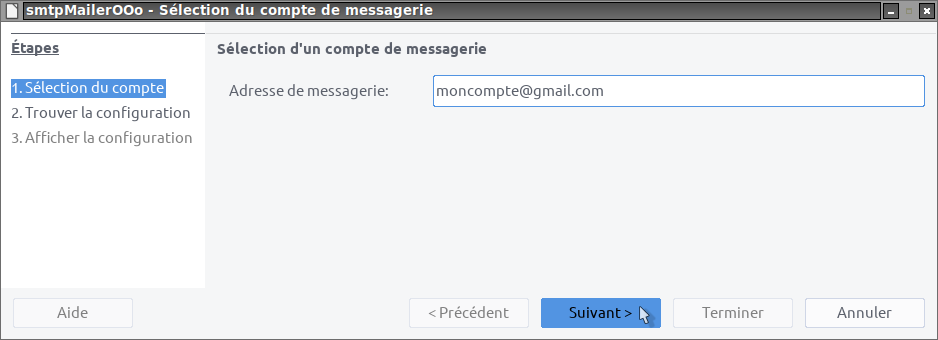 smtpMailerOOo - Sélection du compte de messagerie
Étapes
1. Sélection du compte
2. Trouver la configuration
3. Afficher la configuration
Sélection d'un compte de messagerie
Adresse de messagerie: moncompte@gmail.com
Aide < Précédent Suivant > Terminer Annuler